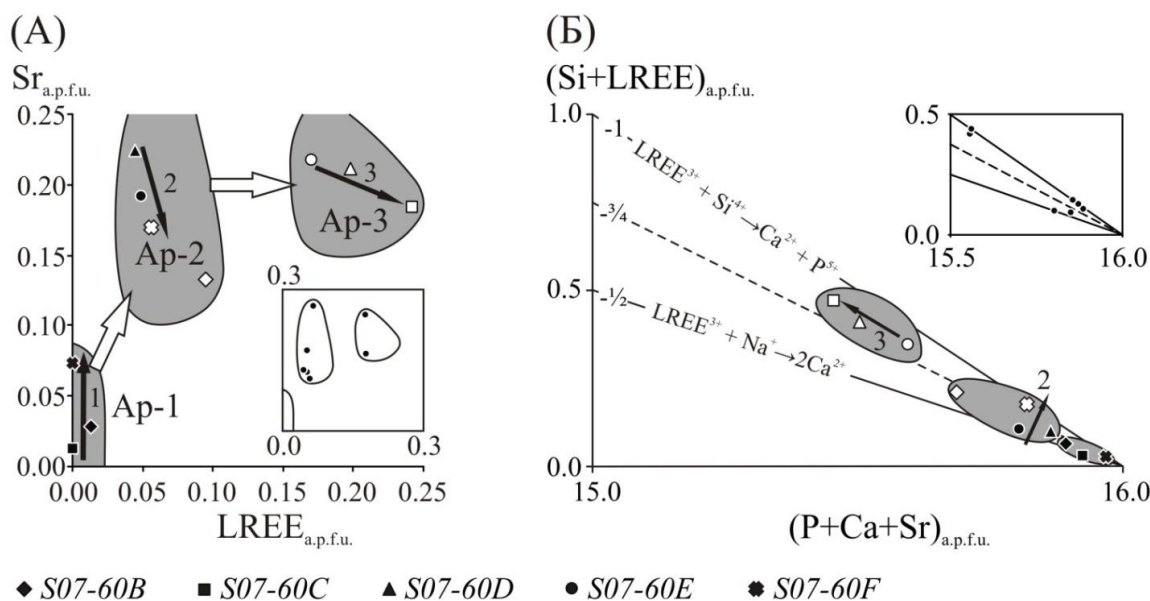 (А)
Sr a.p.f.u.
0.25
0.20
0.15
0.10
0.05
0.00
0.00 0.05 0.10 0.15 0.20 0.25
LREE a.p.f.u.
2
Ap-2
3
Ap-3
1
Ap-1
0.3
0.0 0.3
(Б)
(Si+LREE) a.p.f.u.
1.0
0.5
0.0
15.0 16.0
(P+Ca+Sr) a.p.f.u.
-1 LREE³⁺ + Si⁴⁺→Ca²⁺ + P⁵⁺
-¾
-½ LREE³⁺ + Na⁺→2Ca²⁺
3
2
0.5
0.0
15.5 16.0
S07-60B S07-60C S07-60D S07-60E S07-60F